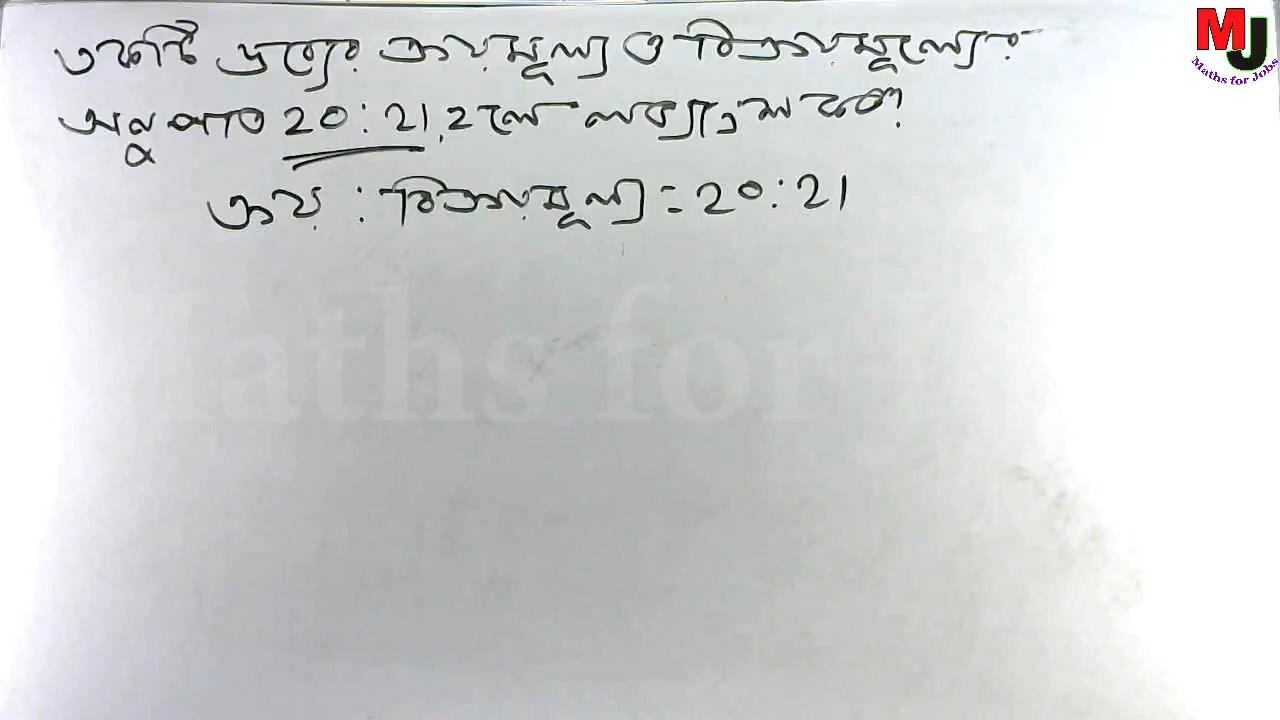 একটি দ্রব্যের ক্রয়মূল্য ও বিক্রয়মূল্যের
অনুপাত 20:21 হলে লভ্যাংশ কত?
ক্রয় : বিক্রয়মূল্য = 20:21
Maths for J
MJ
Maths for Jobs